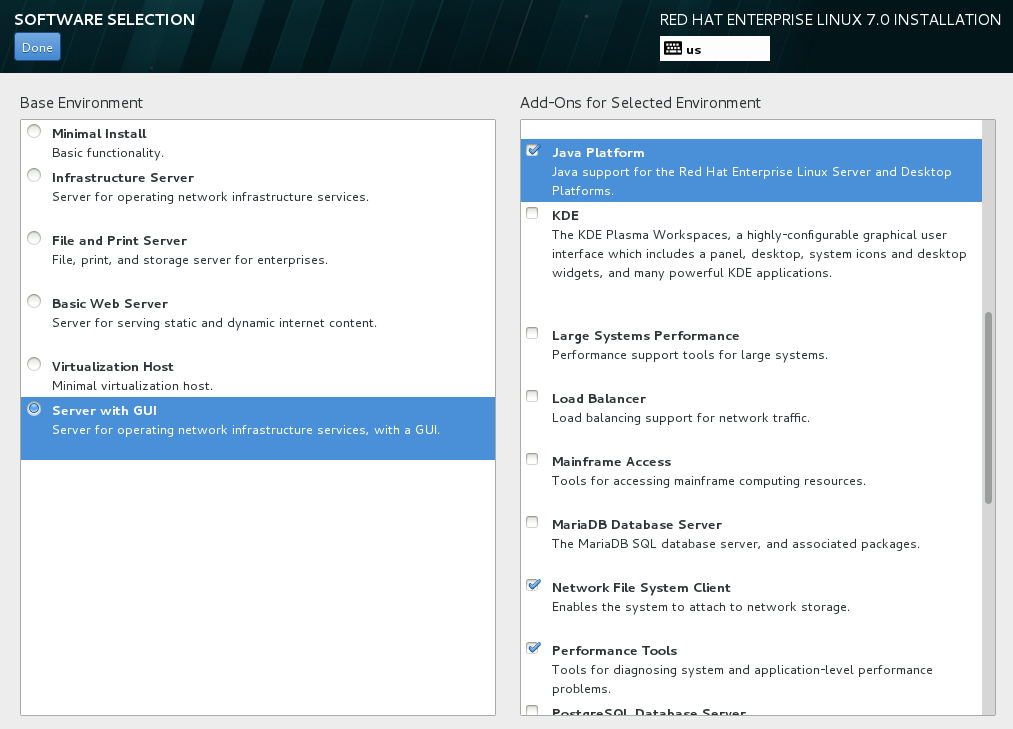 SOFTWARE SELECTION
RED HAT ENTERPRISE LINUX 7.0 INSTALLATION
Done
us
Base Environment
Minimal Install
Basic functionality.
Infrastructure Server
Server for operating network infrastructure services.
File and Print Server
File, print, and storage server for enterprises.
Basic Web Server
Server for serving static and dynamic internet content.
Virtualization Host
Minimal virtualization host.
Server with GUI
Server for operating network infrastructure services, with a GUI.
Add-Ons for Selected Environment
Java Platform
Java support for the Red Hat Enterprise Linux Server and Desktop
Platforms.
KDE
The KDE Plasma Workspaces, a highly-configurable graphical user
interface which includes a panel, desktop, system icons and desktop
widgets, and many powerful KDE applications.
Large Systems Performance
Performance support tools for large systems.
Load Balancer
Load balancing support for network traffic.
Mainframe Access
Tools for accessing mainframe computing resources.
MariaDB Database Server
The MariaDB SQL database server, and associated packages.
Network File System Client
Enables the system to attach to network storage.
Performance Tools
Tools for diagnosing system and application-level performance
problems.
PostgreSQL Database Server